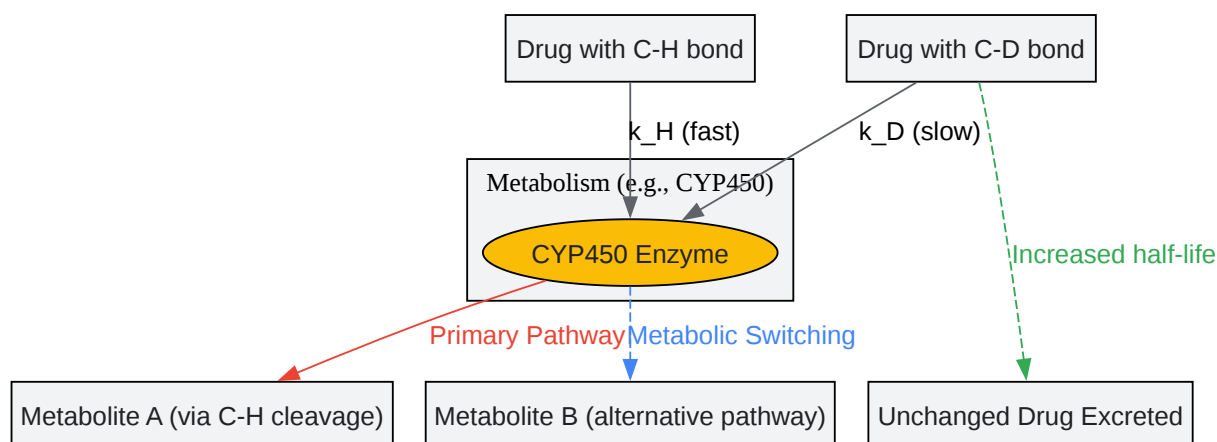 Drug with C-H bond
Drug with C-D bond
k_H (fast)
k_D (slow)
Metabolism (e.g., CYP450)
CYP450 Enzyme
Increased half-life
Primary Pathway
Metabolic Switching
Metabolite A (via C-H cleavage)
Metabolite B (alternative pathway)
Unchanged Drug Excreted